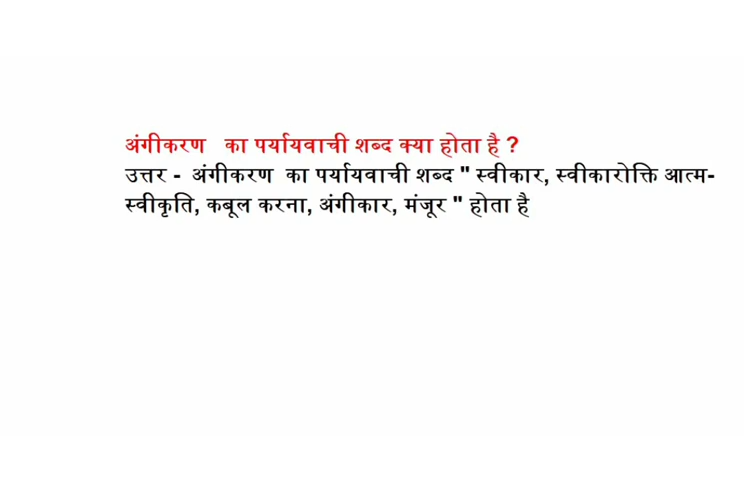 अंगीकरण का पर्यायवाची शब्द क्या होता है ?
उत्तर - अंगीकरण का पर्यायवाची शब्द " स्वीकार, स्वीकारोक्ति आत्म-
स्वीकृति, कबूल करना, अंगीकार, मंजूर " होता है